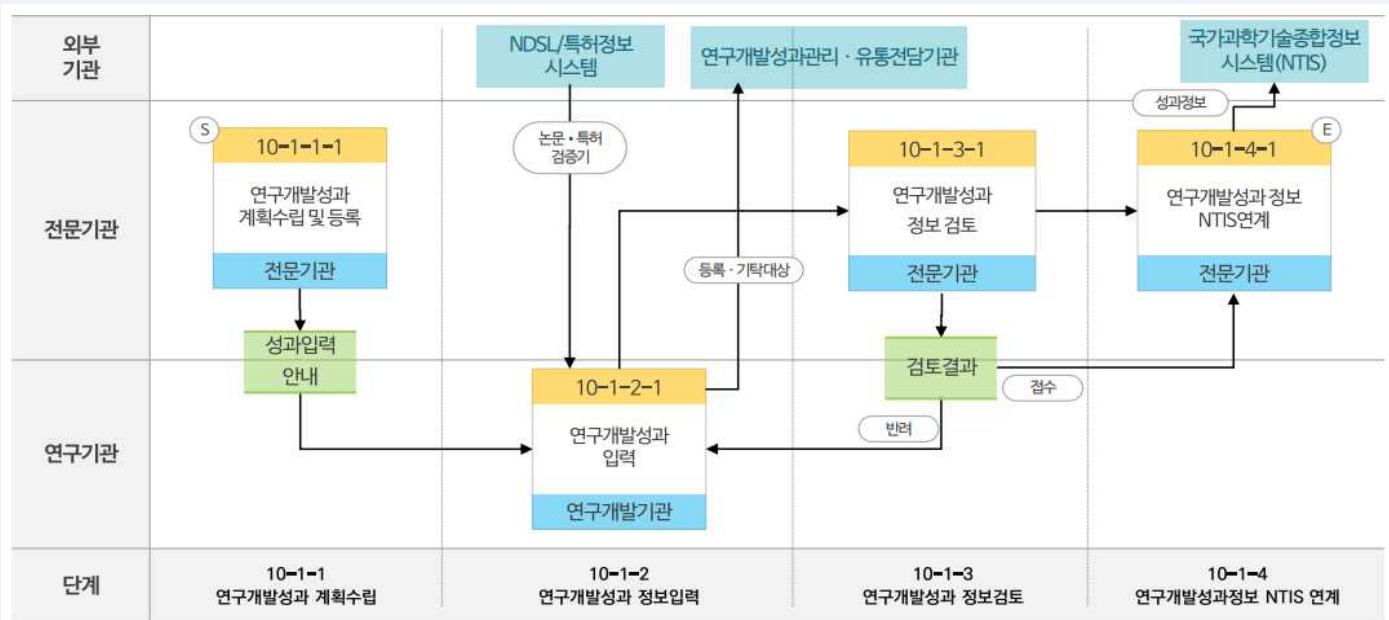 외부
기관
NDSL/특허정보
시스템
연구개발성과관리·유통전담기관
국가과학기술종합정보
시스템(NTIS)
성과정보
논문·특허
검증기
전문기관
S
10-1-1-1
연구개발성과
계획수립 및 등록
전문기관
10-1-3-1
연구개발성과
정보 검토
전문기관
E
10-1-4-1
연구개발성과 정보
NTIS연계
전문기관
등록·기탁대상
성과입력
안내
검토결과
접수
반려
연구기관
10-1-2-1
연구개발성과
입력
연구개발기관
단계
10-1-1
연구개발성과 계획수립
10-1-2
연구개발성과 정보입력
10-1-3
연구개발성과 정보검토
10-1-4
연구개발성과정보 NTIS 연계